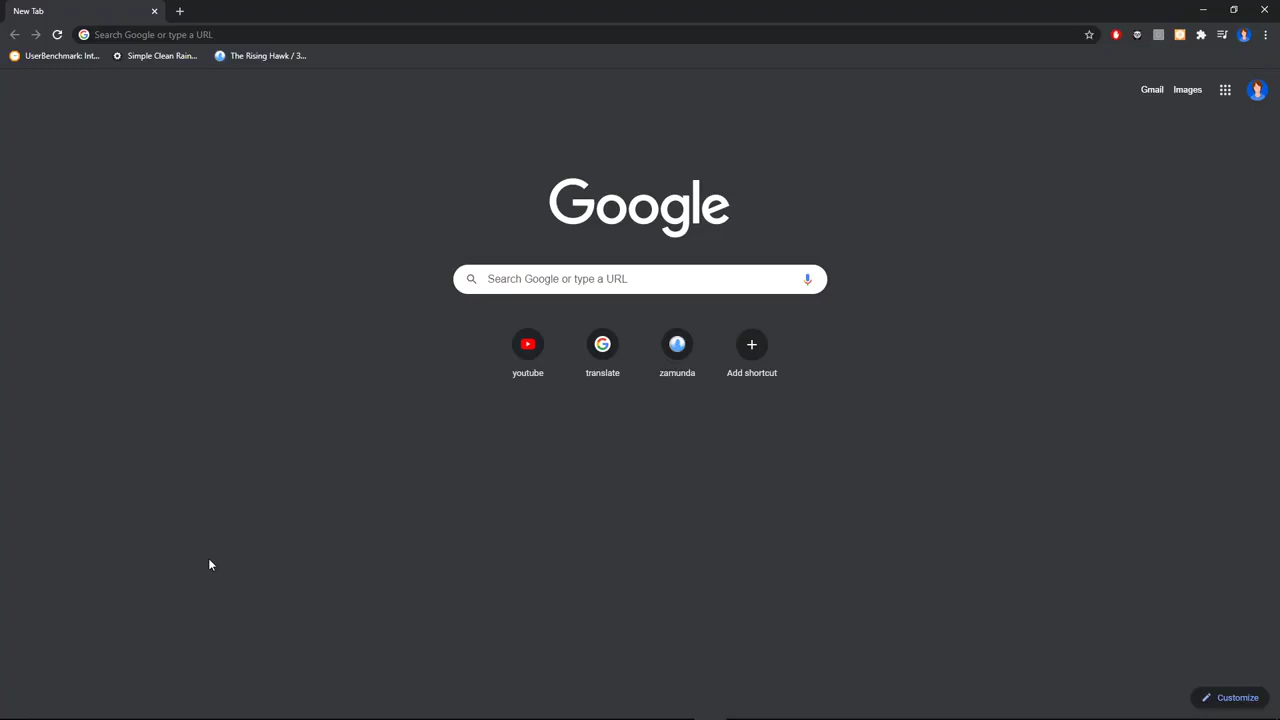 New Tab
Search Google or type a URL
UserBenchmark: Int...
Simple Clean Rain...
The Rising Hawk / 3...
Gmail
Images
Google
Search Google or type a URL
youtube
translate
zamunda
Add shortcut
Customize